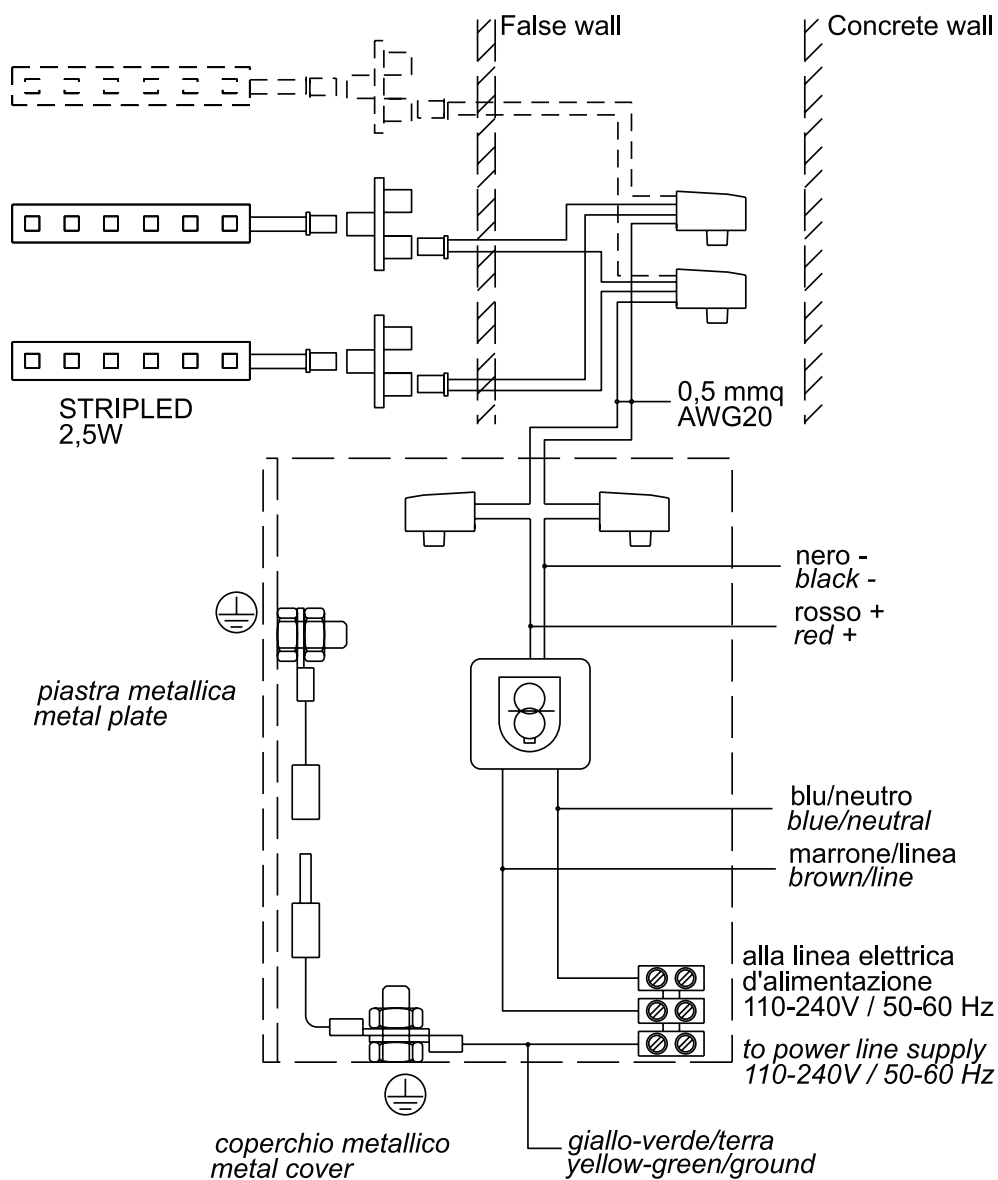 False wall
Concrete wall
STRIPLED
2,5W
0,5 mmq
AWG20
nero -
black -
rosso +
red +
piastra metallica
metal plate
blu/neutro
blue/neutral
marrone/linea
brown/line
alla linea elettrica
d'alimentazione
110-240V / 50-60 Hz
to power line supply
110-240V / 50-60 Hz
coperchio metallico
metal cover
giallo-verde/terra
yellow-green/ground